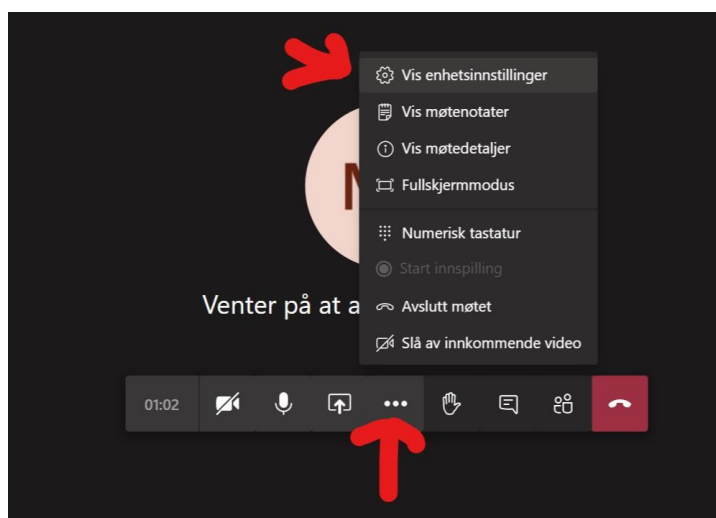 Vis enhetsinnstillinger
Vis møtenotater
Vis møtedetaljer
Fullskjermmodus
Numerisk tastatur
Start innspilling
Avslutt møtet
Slå av innkommende video
Venter på at a
01:02